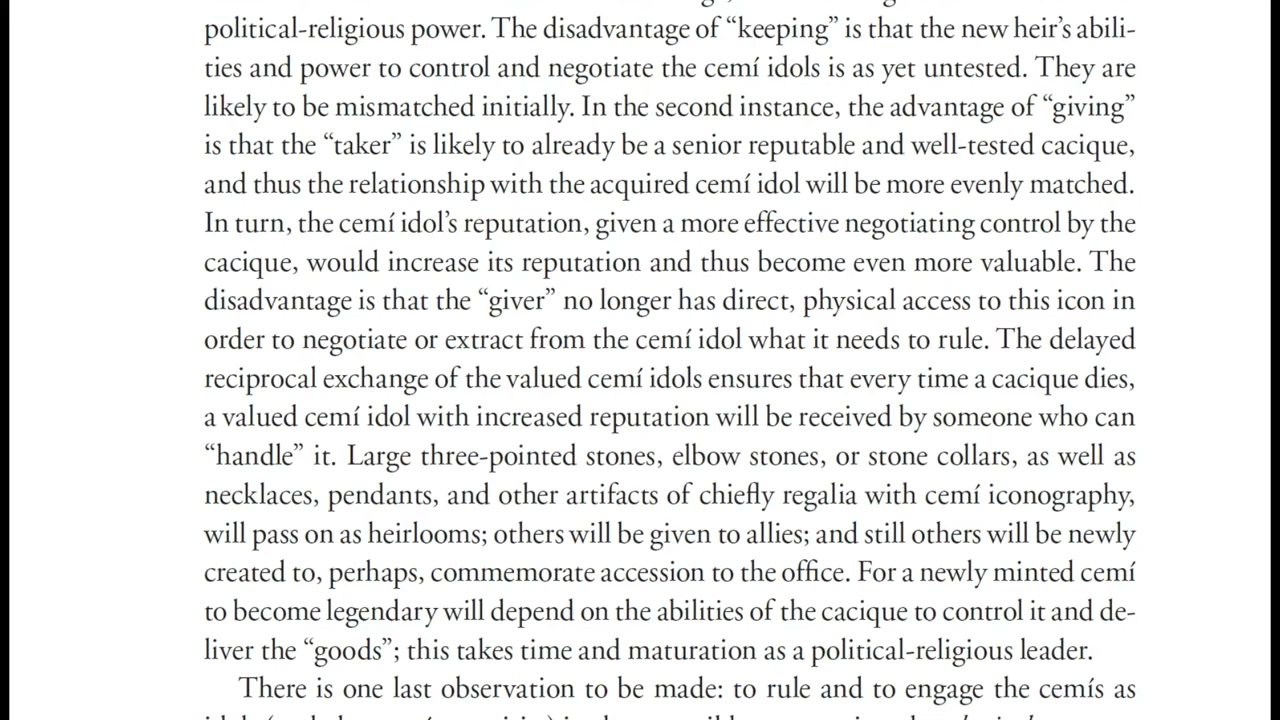 political-religious power. The disadvantage of “keeping” is that the new heir’s abili-
ties and power to control and negotiate the cemí idols is as yet untested. They are
likely to be mismatched initially. In the second instance, the advantage of “giving”
is that the “taker” is likely to already be a senior reputable and well-tested cacique,
and thus the relationship with the acquired cemí idol will be more evenly matched.
In turn, the cemí idol’s reputation, given a more effective negotiating control by the
cacique, would increase its reputation and thus become even more valuable. The
disadvantage is that the “giver” no longer has direct, physical access to this icon in
order to negotiate or extract from the cemí idol what it needs to rule. The delayed
reciprocal exchange of the valued cemí idols ensures that every time a cacique dies,
a valued cemí idol with increased reputation will be received by someone who can
“handle” it. Large three-pointed stones, elbow stones, or stone collars, as well as
necklaces, pendants, and other artifacts of chiefly regalia with cemí iconography,
will pass on as heirlooms; others will be given to allies; and still others will be newly
created to, perhaps, commemorate accession to the office. For a newly minted cemí
to become legendary will depend on the abilities of the cacique to control it and de-
liver the “goods”; this takes time and maturation as a political-religious leader.
There is one last observation to be made: to rule and to engage the cemís as